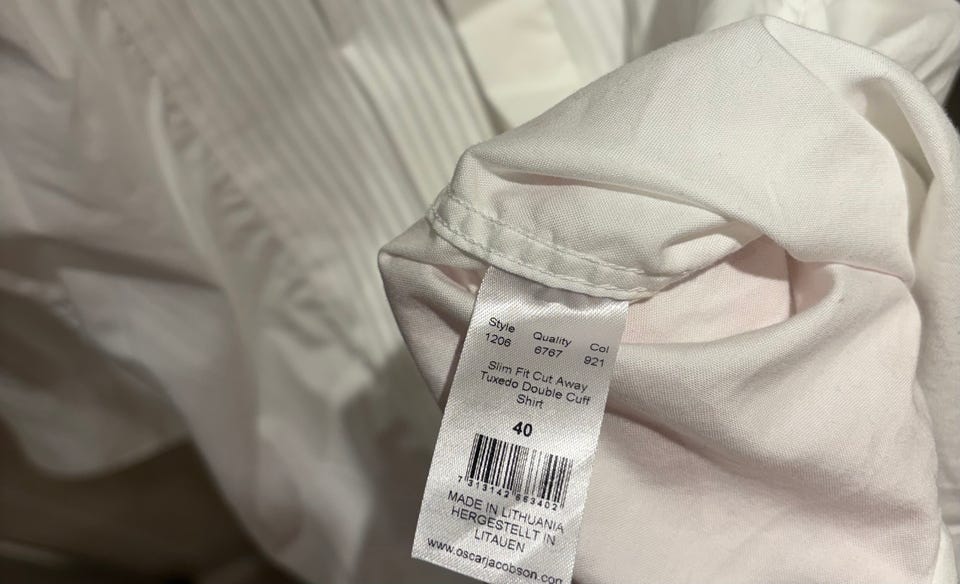 Style Quality Col
1206 6767 921
Slim Fit Cut Away
Tuxedo Double Cuff
Shirt
40
7 313142 663402
MADE IN LITHUANIA
HERGESTELLT IN
LITAUEN
www.oscarjacobson.com